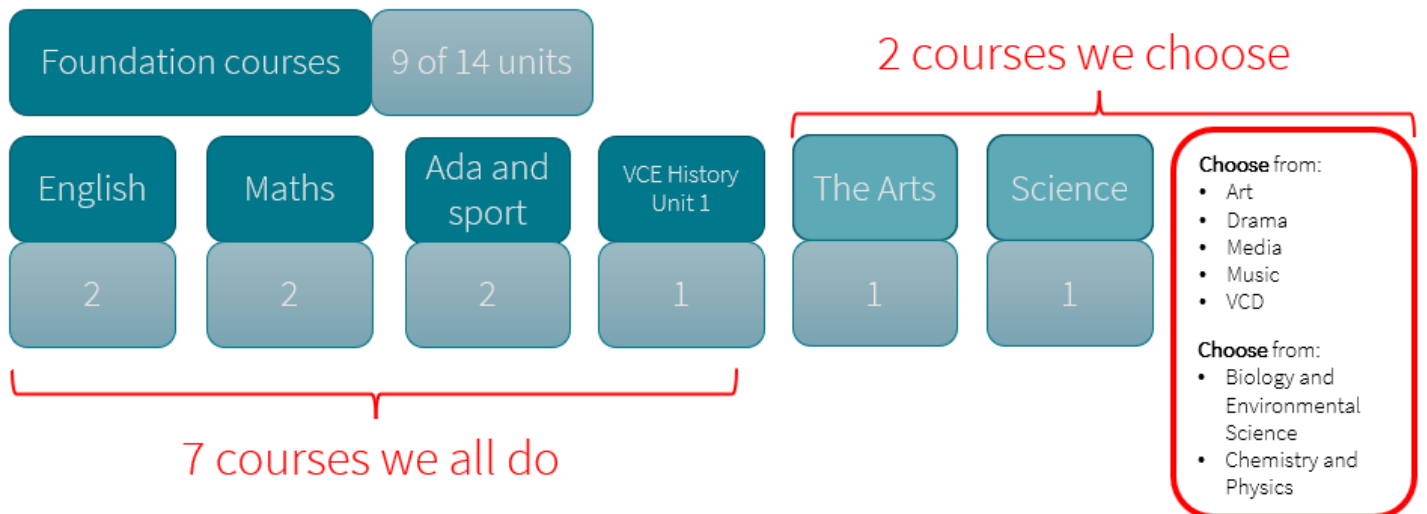 Foundation courses
9 of 14 units
2 courses we choose
English
Maths
Ada and
sport
VCE History
Unit 1
The Arts
Science
2
2
2
1
1
1
Choose from:
• Art
• Drama
• Media
• Music
• VCD
Choose from:
• Biology and
Environmental
Science
• Chemistry and
Physics
7 courses we all do